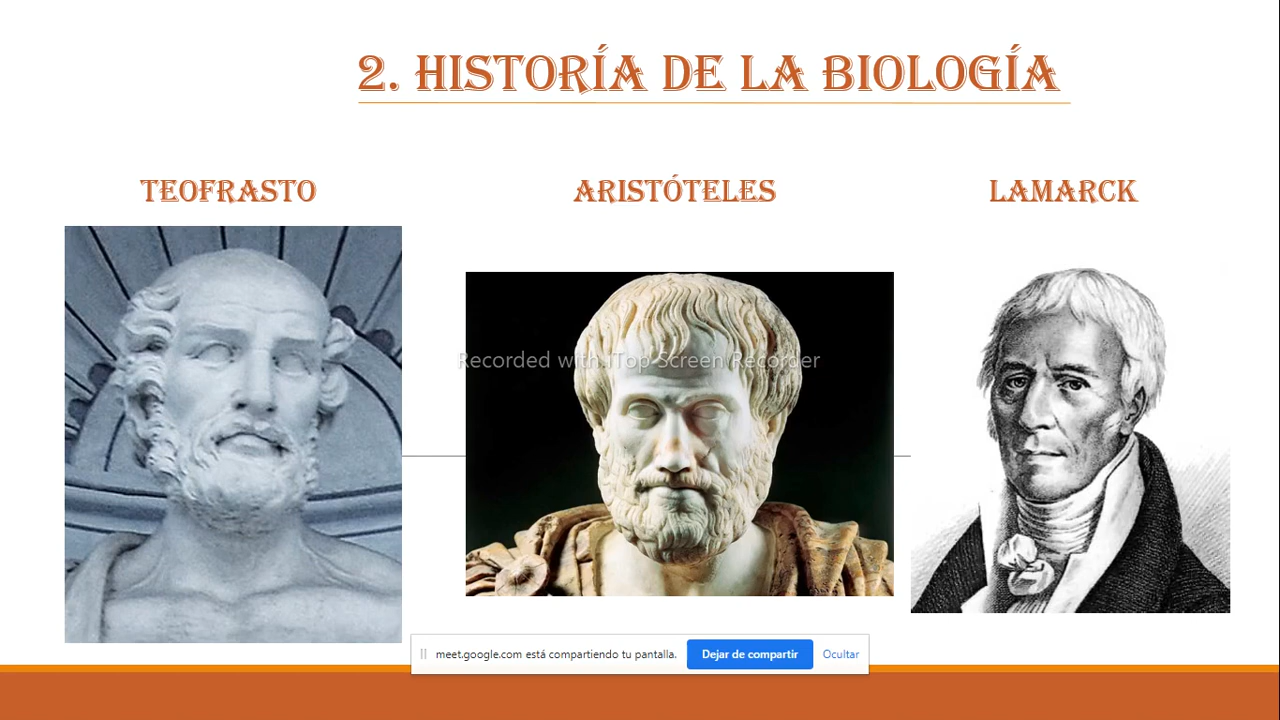 2. HISTORÍA DE LA BIOLOGÍA
TEOFRASTO
ARISTÓTELES
LAMARCK
Recorded with iTop Screen Recorder
meet.google.com está compartiendo tu pantalla.
Dejar de compartir
Ocultar